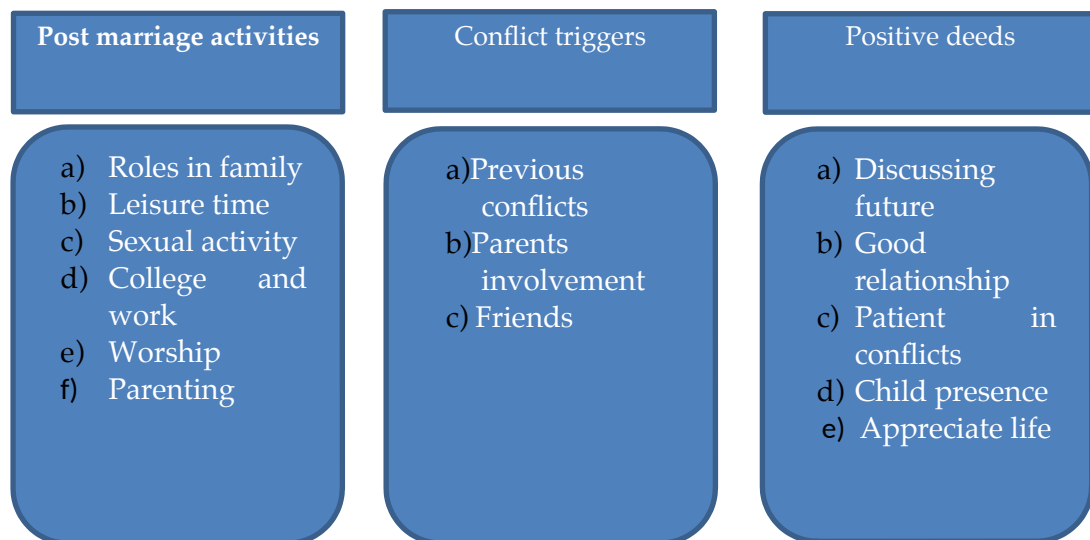 Post marriage activities
Conflict triggers
Positive deeds
a) Roles in family
b) Leisure time
c) Sexual activity
d) College and
work
e) Worship
f) Parenting
a)Previous
conflicts
b)Parents
involvement
c) Friends
a) Discussing
future
b) Good
relationship
c) Patient in
conflicts
d) Child presence
e) Appreciate life